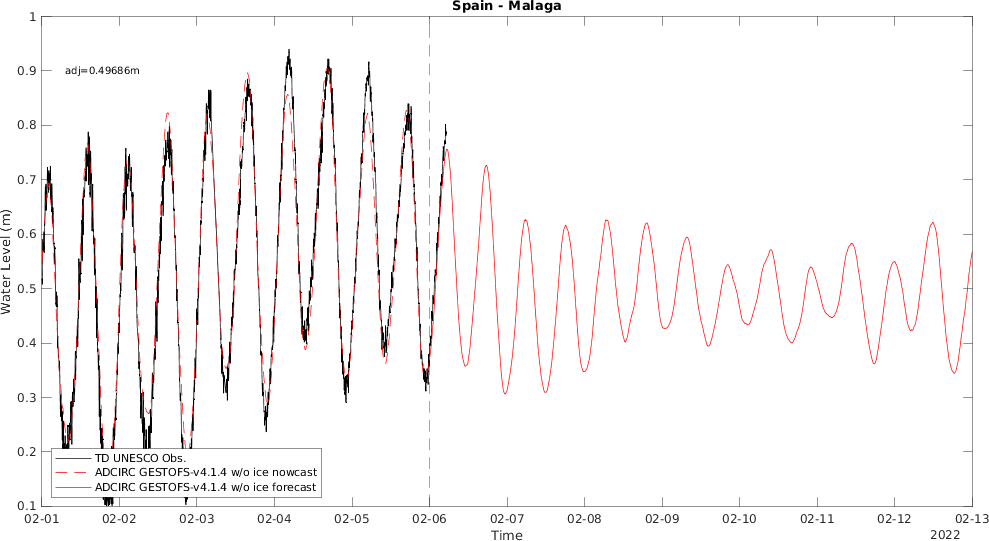 Spain - Malaga
1
0.9
0.8
0.7
0.6
0.5
0.4
0.3
0.2
0.1
Water Level (m)
adj=0.49686m
TD UNESCO Obs.
ADCIRC GESTOFS-v4.1.4 w/o ice nowcast
ADCIRC GESTOFS-v4.1.4 w/o ice forecast
02-01 02-02 02-03 02-04 02-05 02-06 02-07 02-08 02-09 02-10 02-11 02-12 02-13
Time
2022